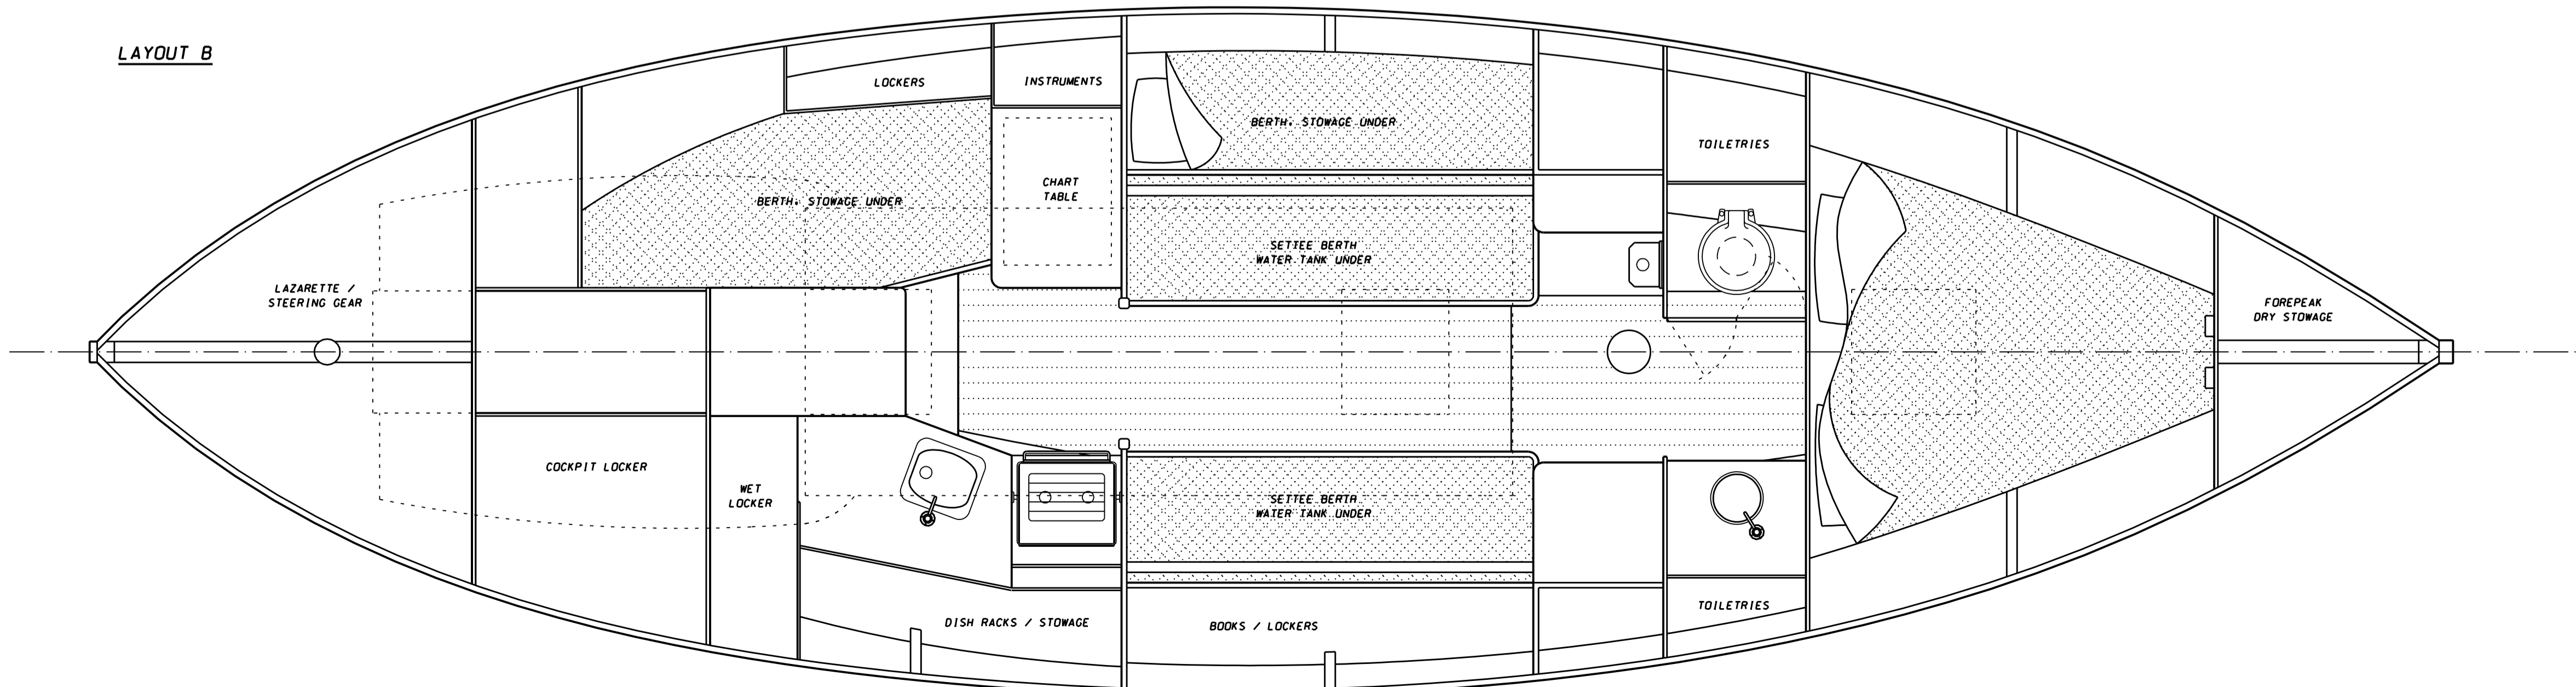 LAYOUT B
LOCKERS
INSTRUMENTS
BERTH. STOWAGE UNDER
TOILETRIES
CHART
TABLE
BERTH. STOWAGE UNDER
SETTEE BERTH
WATER TANK UNDER
LAZARETTE /
STEERING GEAR
FOREPEAK
DRY STOWAGE
COCKPIT LOCKER
WET
LOCKER
SETTEE BERTH
WATER TANK UNDER
DISH RACKS / STOWAGE
BOOKS / LOCKERS
TOILETRIES